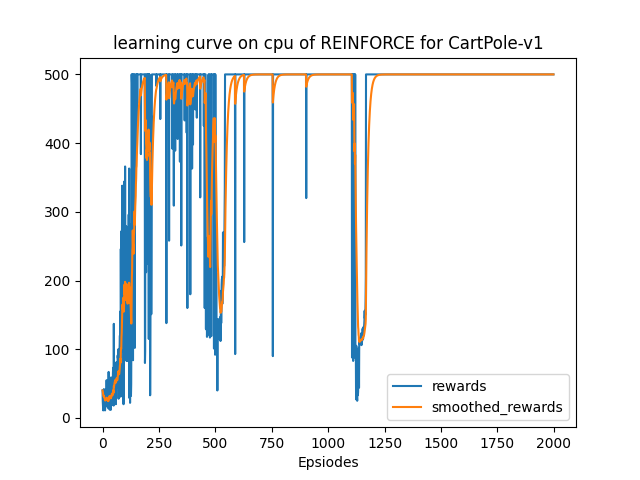 learning curve on cpu of REINFORCE for CartPole-v1
500
400
300
200
100
0
0 250 500 750 1000 1250 1500 1750 2000
Epsiodes
rewards
smoothed_rewards